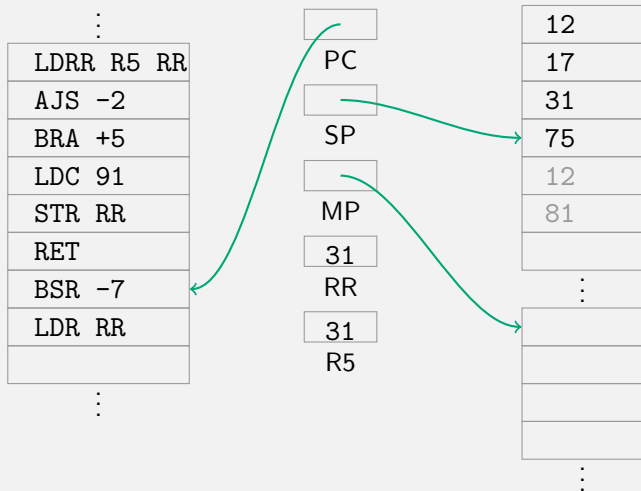 ⋮
LDRR R5 RR
AJS -2
BRA +5
LDC 91
STR RR
RET
BSR -7
LDR RR
⋮
PC
SP
MP
31
RR
31
R5
12
17
31
75
12
81
⋮
⋮